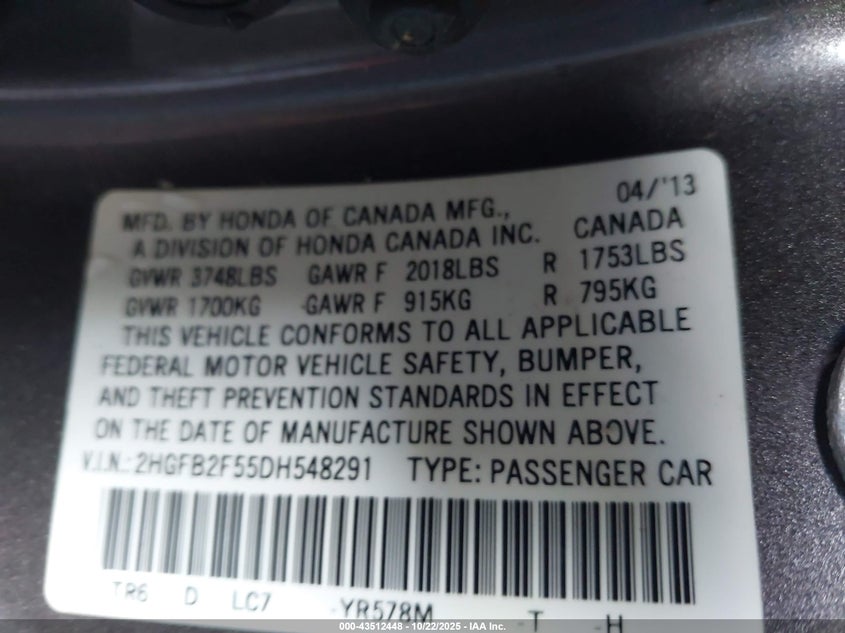 04/'13
MFD. BY HONDA OF CANADA MFG.,
A DIVISION OF HONDA CANADA INC. CANADA
GVWR 3748LBS GAWR F 2018LBS R 1753LBS
GVWR 1700KG GAWR F 915KG R 795KG
THIS VEHICLE CONFORMS TO ALL APPLICABLE
FEDERAL MOTOR VEHICLE SAFETY, BUMPER,
AND THEFT PREVENTION STANDARDS IN EFFECT
ON THE DATE OF MANUFACTURE SHOWN ABOVE.
V.I.N.: 2HGFB2F55DH548291 TYPE: PASSENGER CAR
TR6 D LC7 -YR578M -T -H
000-43512448 - 10/22/2025 - IAA Inc.